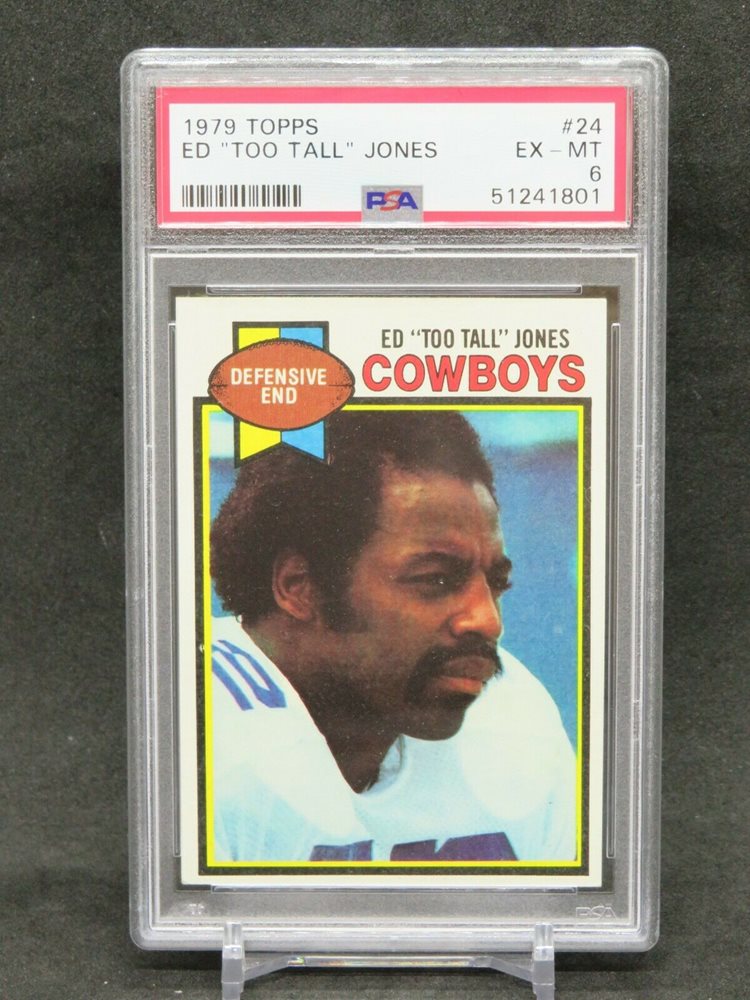 1979 TOPPS #24
ED "TOO TALL" JONES EX - MT
6
PSA 51241801
ED "TOO TALL" JONES
COWBOYS
DEFENSIVE
END
PSA